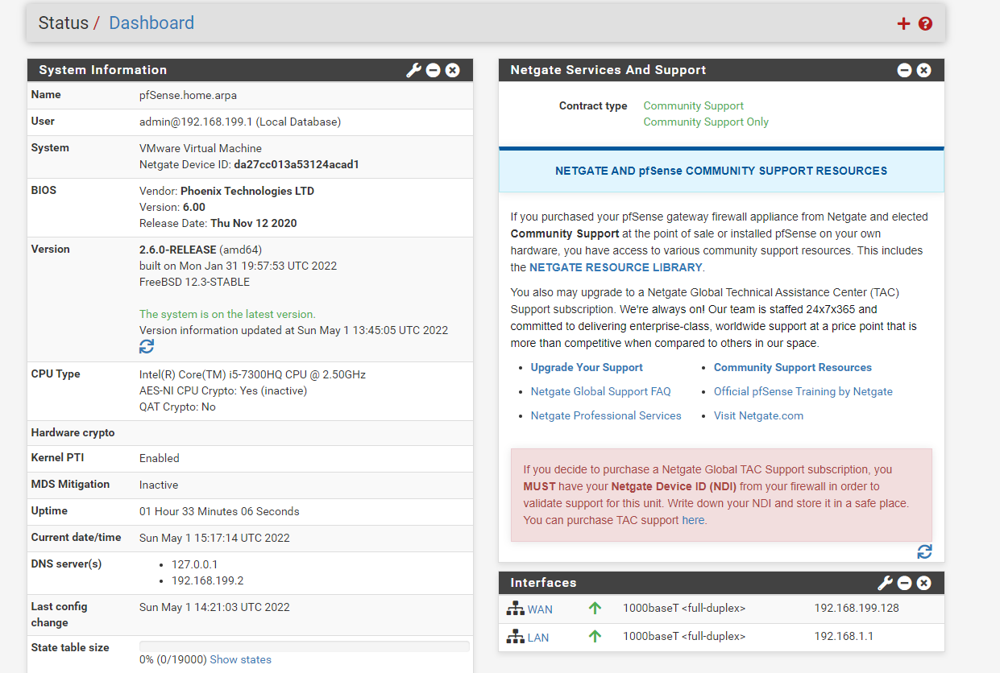 Status / Dashboard
System Information
Name pfSense.home.arpa
User admin@192.168.199.1 (Local Database)
System VMware Virtual Machine
Netgate Device ID: da27cc013a53124acad1
BIOS Vendor: Phoenix Technologies LTD
Version: 6.00
Release Date: Thu Nov 12 2020
Version 2.6.0-RELEASE (amd64)
built on Mon Jan 31 19:57:53 UTC 2022
FreeBSD 12.3-STABLE
The system is on the latest version.
Version information updated at Sun May 1 13:45:05 UTC 2022
CPU Type Intel(R) Core(TM) i5-7300HQ CPU @ 2.50GHz
AES-NI CPU Crypto: Yes (inactive)
QAT Crypto: No
Hardware crypto
Kernel PTI Enabled
MDS Mitigation Inactive
Uptime 01 Hour 33 Minutes 06 Seconds
Current date/time Sun May 1 15:17:14 UTC 2022
DNS server(s) • 127.0.0.1
• 192.168.199.2
Last config Sun May 1 14:21:03 UTC 2022
change
State table size
0% (0/19000) Show states
Netgate Services And Support
Contract type Community Support
Community Support Only
NETGATE AND pfSense COMMUNITY SUPPORT RESOURCES
If you purchased your pfSense gateway firewall appliance from Netgate and elected
Community Support at the point of sale or installed pfSense on your own
hardware, you have access to various community support resources. This includes
the NETGATE RESOURCE LIBRARY.
You also may upgrade to a Netgate Global Technical Assistance Center (TAC)
Support subscription. We're always on! Our team is staffed 24x7x365 and
committed to delivering enterprise-class, worldwide support at a price point that is
more than competitive when compared to others in our space.
• Upgrade Your Support • Community Support Resources
• Netgate Global Support FAQ • Official pfSense Training by Netgate
• Netgate Professional Services • Visit Netgate.com
If you decide to purchase a Netgate Global TAC Support subscription, you
MUST have your Netgate Device ID (NDI) from your firewall in order to
validate support for this unit. Write down your NDI and store it in a safe place.
You can purchase TAC support here.
Interfaces
WAN 1000baseT <full-duplex> 192.168.199.128
LAN 1000baseT <full-duplex> 192.168.1.1